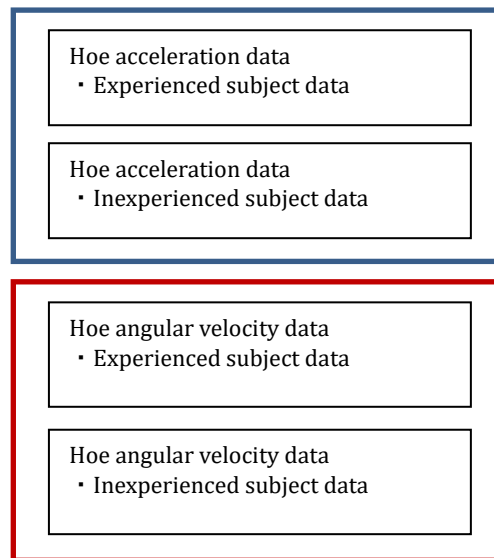 Hoe acceleration data
・Experienced subject data
Hoe acceleration data
・Inexperienced subject data
Hoe angular velocity data
・Experienced subject data
Hoe angular velocity data
・Inexperienced subject data